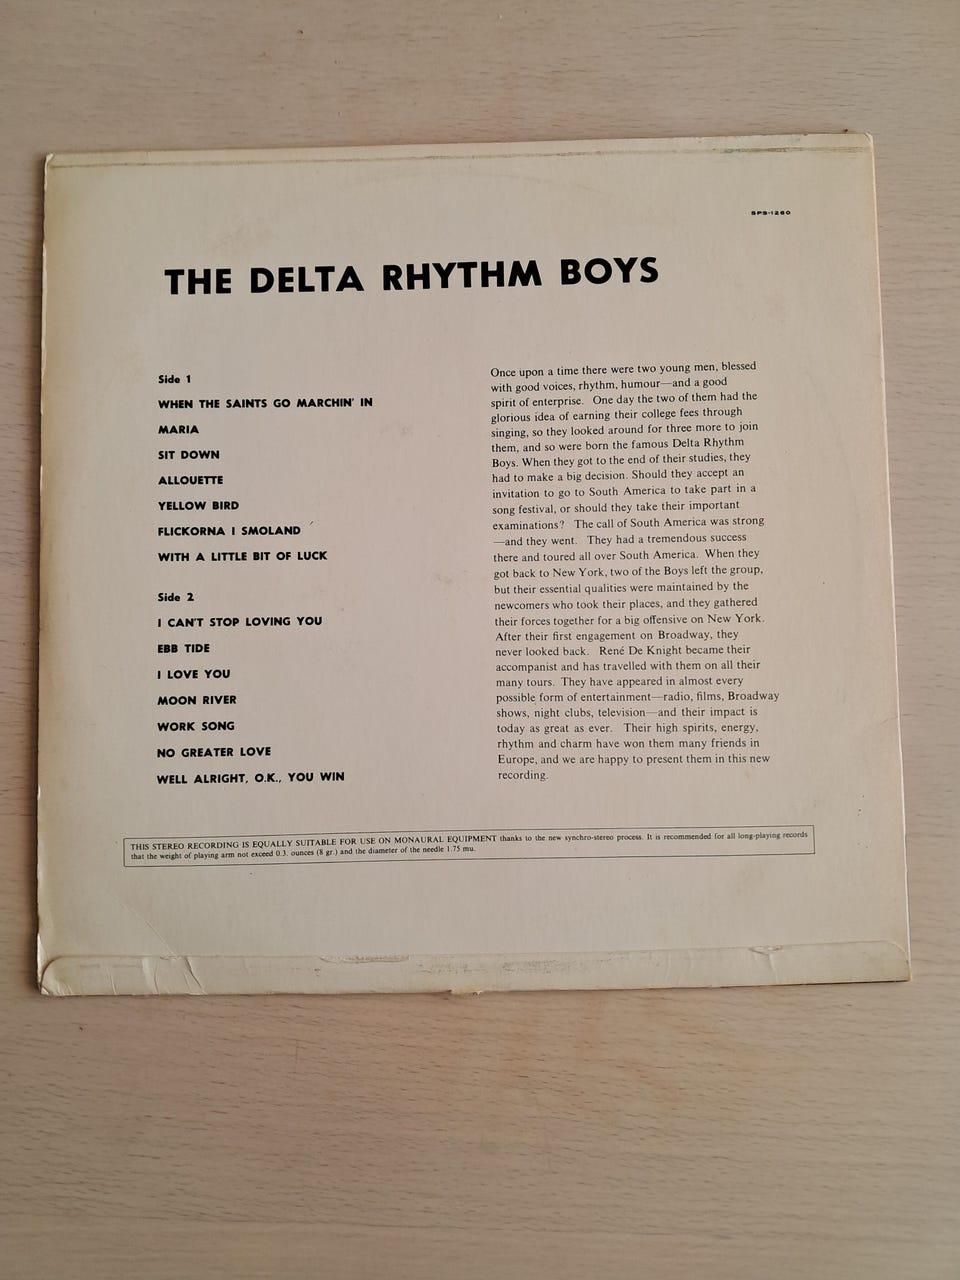 SPS-1260
THE DELTA RHYTHM BOYS
Side 1
WHEN THE SAINTS GO MARCHIN' IN
MARIA
SIT DOWN
ALLOUETTE
YELLOW BIRD
FLICKORNA I SMOLAND
WITH A LITTLE BIT OF LUCK
Side 2
I CAN'T STOP LOVING YOU
EBB TIDE
I LOVE YOU
MOON RIVER
WORK SONG
NO GREATER LOVE
WELL ALRIGHT, O.K., YOU WIN
Once upon a time there were two young men, blessed
with good voices, rhythm, humour—and a good
spirit of enterprise. One day the two of them had the
glorious idea of earning their college fees through
singing, so they looked around for three more to join
them, and so were born the famous Delta Rhythm
Boys. When they got to the end of their studies, they
had to make a big decision. Should they accept an
invitation to go to South America to take part in a
song festival, or should they take their important
examinations? The call of South America was strong
—and they went. They had a tremendous success
there and toured all over South America. When they
got back to New York, two of the Boys left the group,
but their essential qualities were maintained by the
newcomers who took their places, and they gathered
their forces together for a big offensive on New York.
After their first engagement on Broadway, they
never looked back. René De Knight became their
accompanist and has travelled with them on all their
many tours. They have appeared in almost every
possible form of entertainment—radio, films, Broadway
shows, night clubs, television—and their impact is
today as great as ever. Their high spirits, energy,
rhythm and charm have won them many friends in
Europe, and we are happy to present them in this new
recording.
THIS STEREO RECORDING IS EQUALLY SUITABLE FOR USE ON MONAURAL EQUIPMENT thanks to the new synchro-stereo process. It is recommended for all long-playing records
that the weight of playing arm not exceed 0.3. ounces (8 gr.) and the diameter of the needle 1.75 mu.